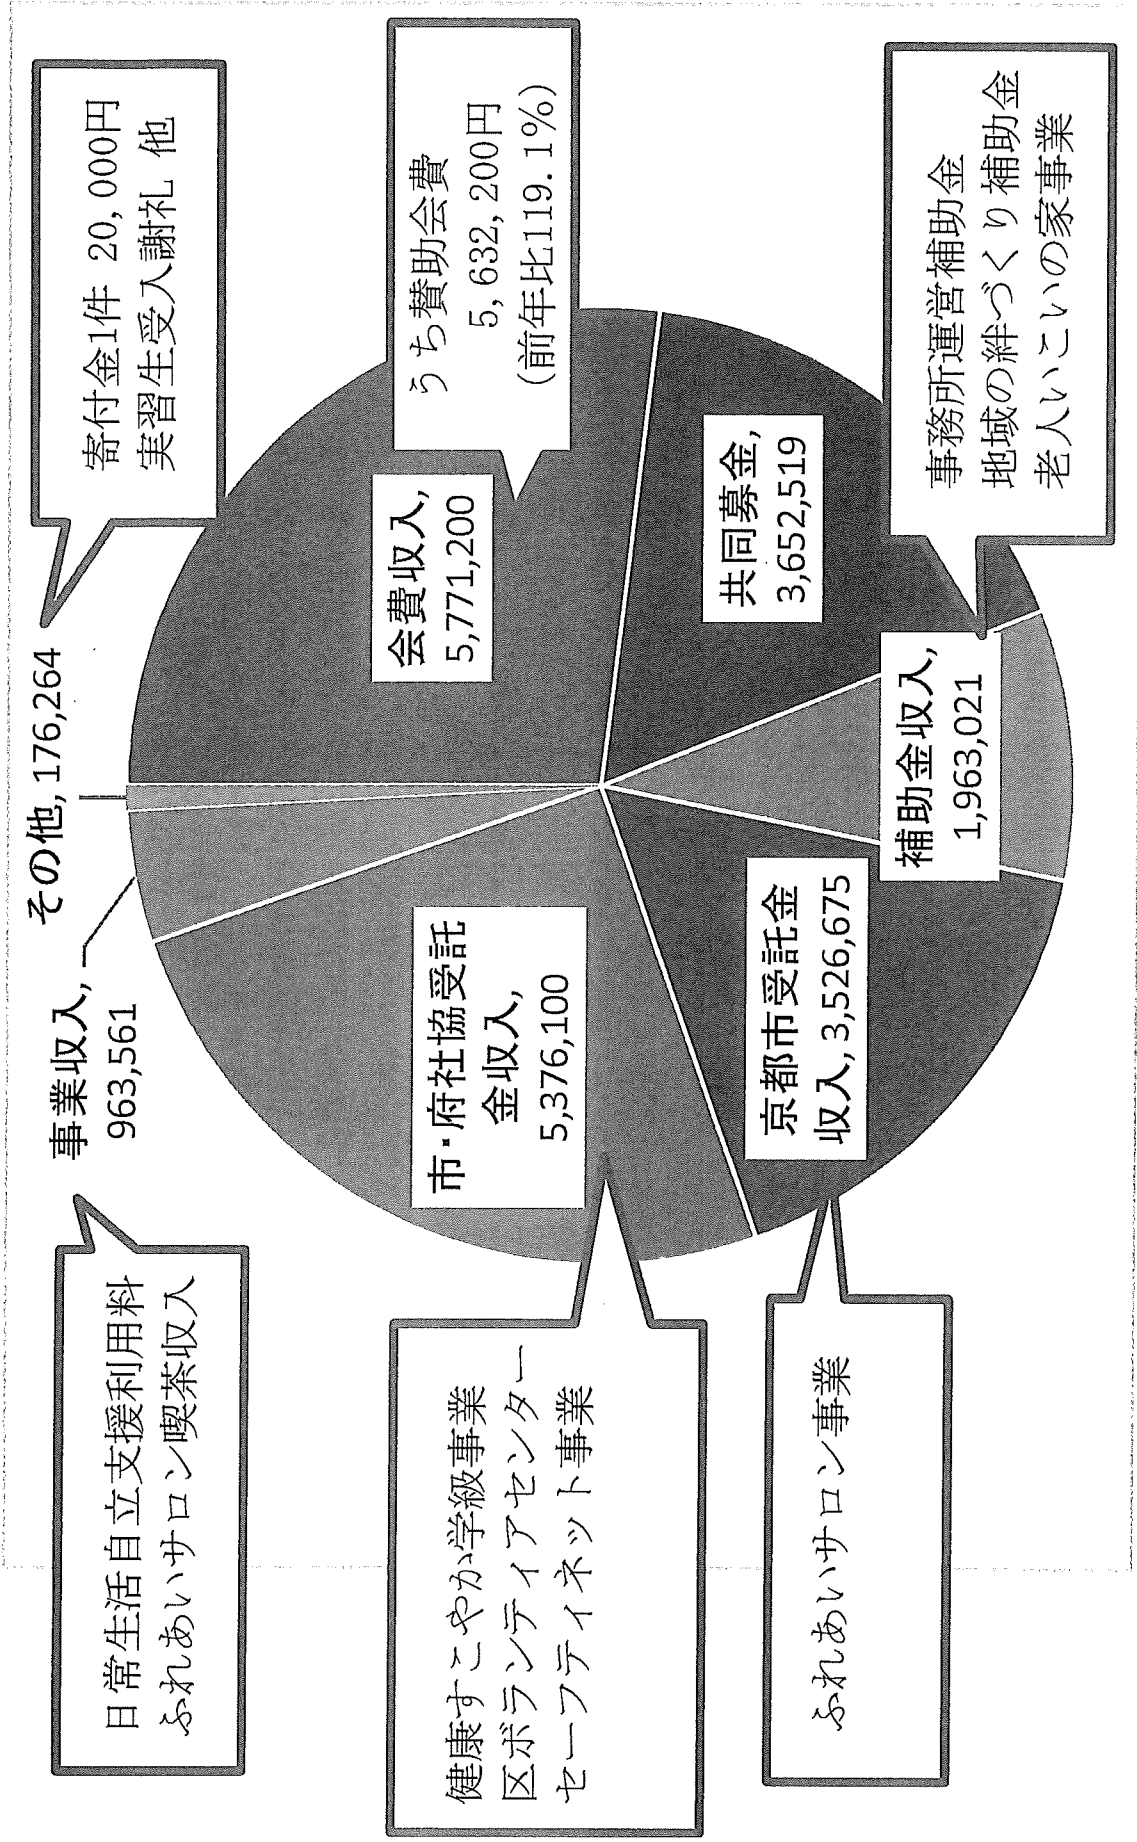 その他, 176,264
寄付金1件 20,000円
実習生受入謝礼 他
事業収入,
963,561
日常生活自立支援利用料
ふれあいサロン喫茶収入
会費収入,
5,771,200
うち賛助会費
5,632,200円
(前年比119.1%)
市・府社協受託
金収入,
5,376,100
健康すこやか学級事業
区ボランティアセンター
セーフティネット事業
共同募金,
3,652,519
京都市受託金
収入, 3,526,675
ふれあいサロン事業
補助金収入,
1,963,021
事務所運営補助金
地域の絆づくり補助金
老人いこいの家事業